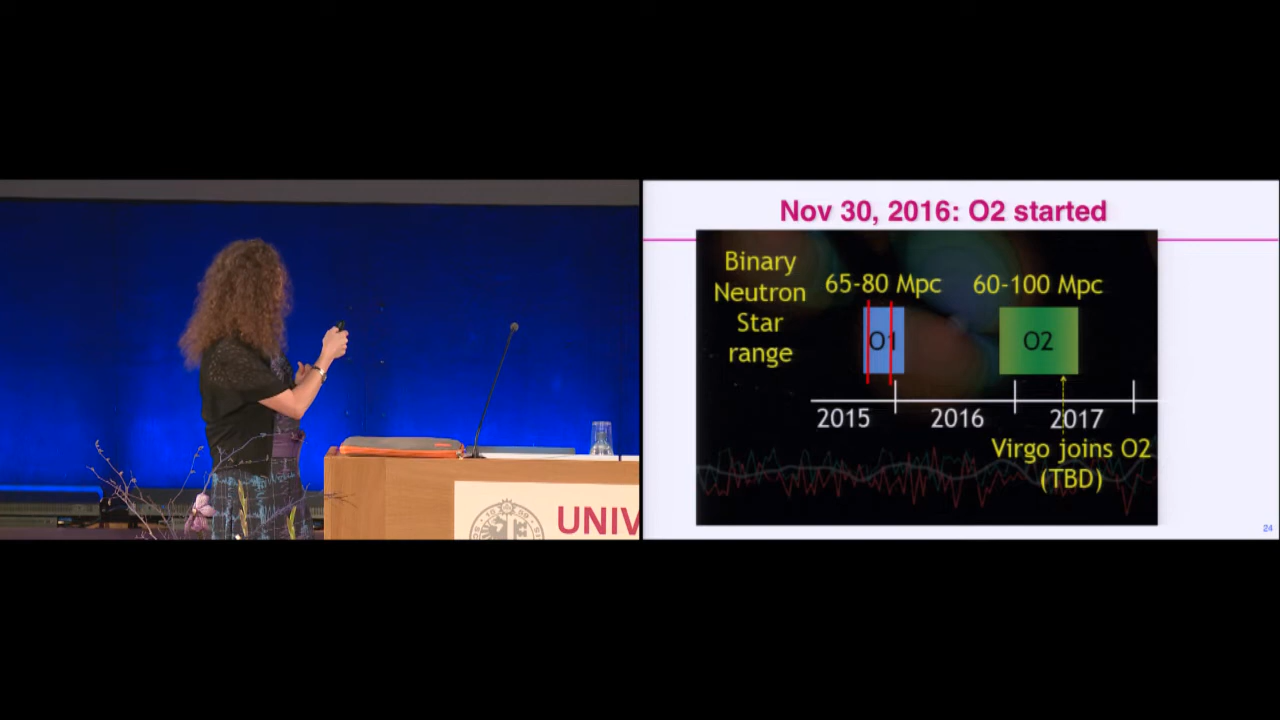 UNIV
Nov 30, 2016: O2 started
Binary
Neutron
Star
range
65-80 Mpc
60-100 Mpc
O1
O2
2015
2016
2017
Virgo joins O2
(TBD)
24